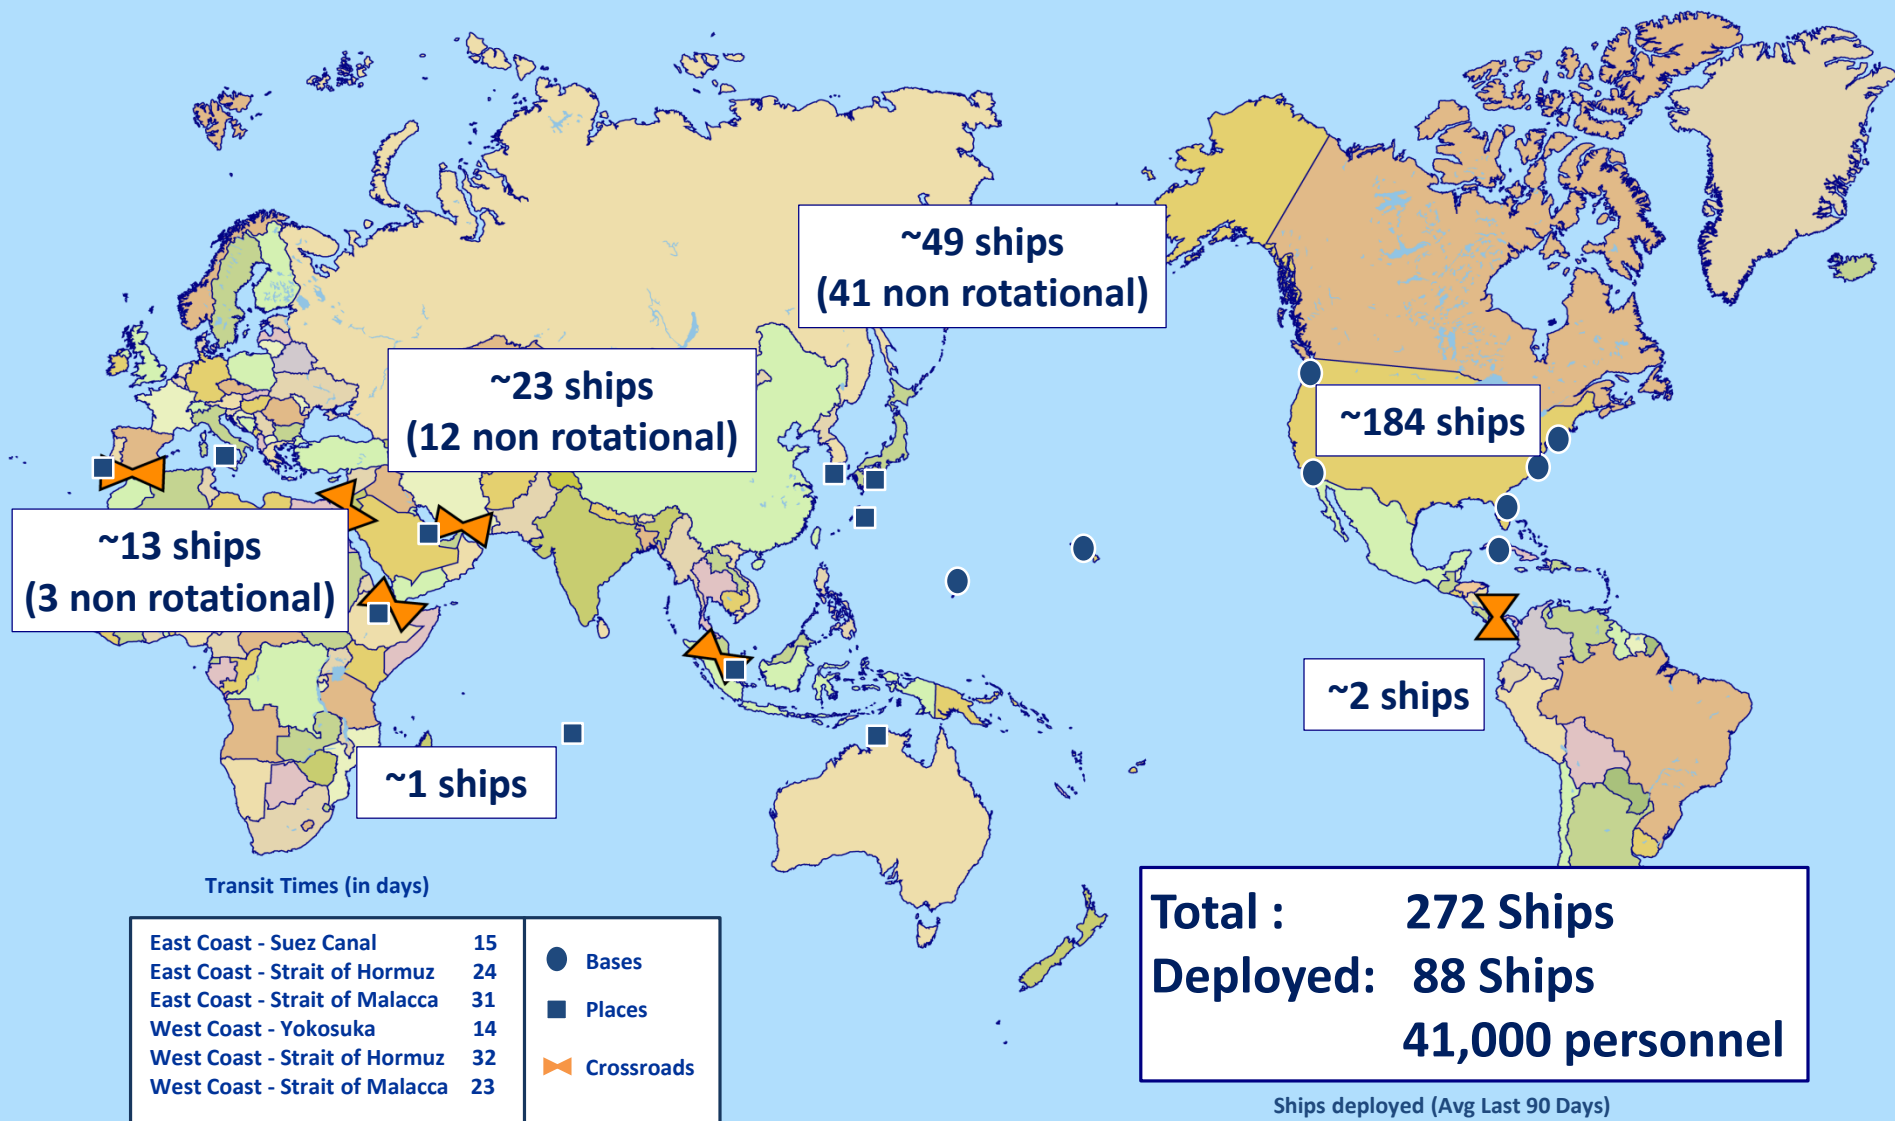 ~49 ships
(41 non rotational)
~23 ships
(12 non rotational)
~184 ships
~13 ships
(3 non rotational)
~2 ships
~1 ships
Transit Times (in days)
East Coast - Suez Canal 15
East Coast - Strait of Hormuz 24
East Coast - Strait of Malacca 31
West Coast - Yokosuka 14
West Coast - Strait of Hormuz 32
West Coast - Strait of Malacca 23
Bases
Places
Crossroads
Total : 272 Ships
Deployed: 88 Ships
41,000 personnel
Ships deployed (Avg Last 90 Days)